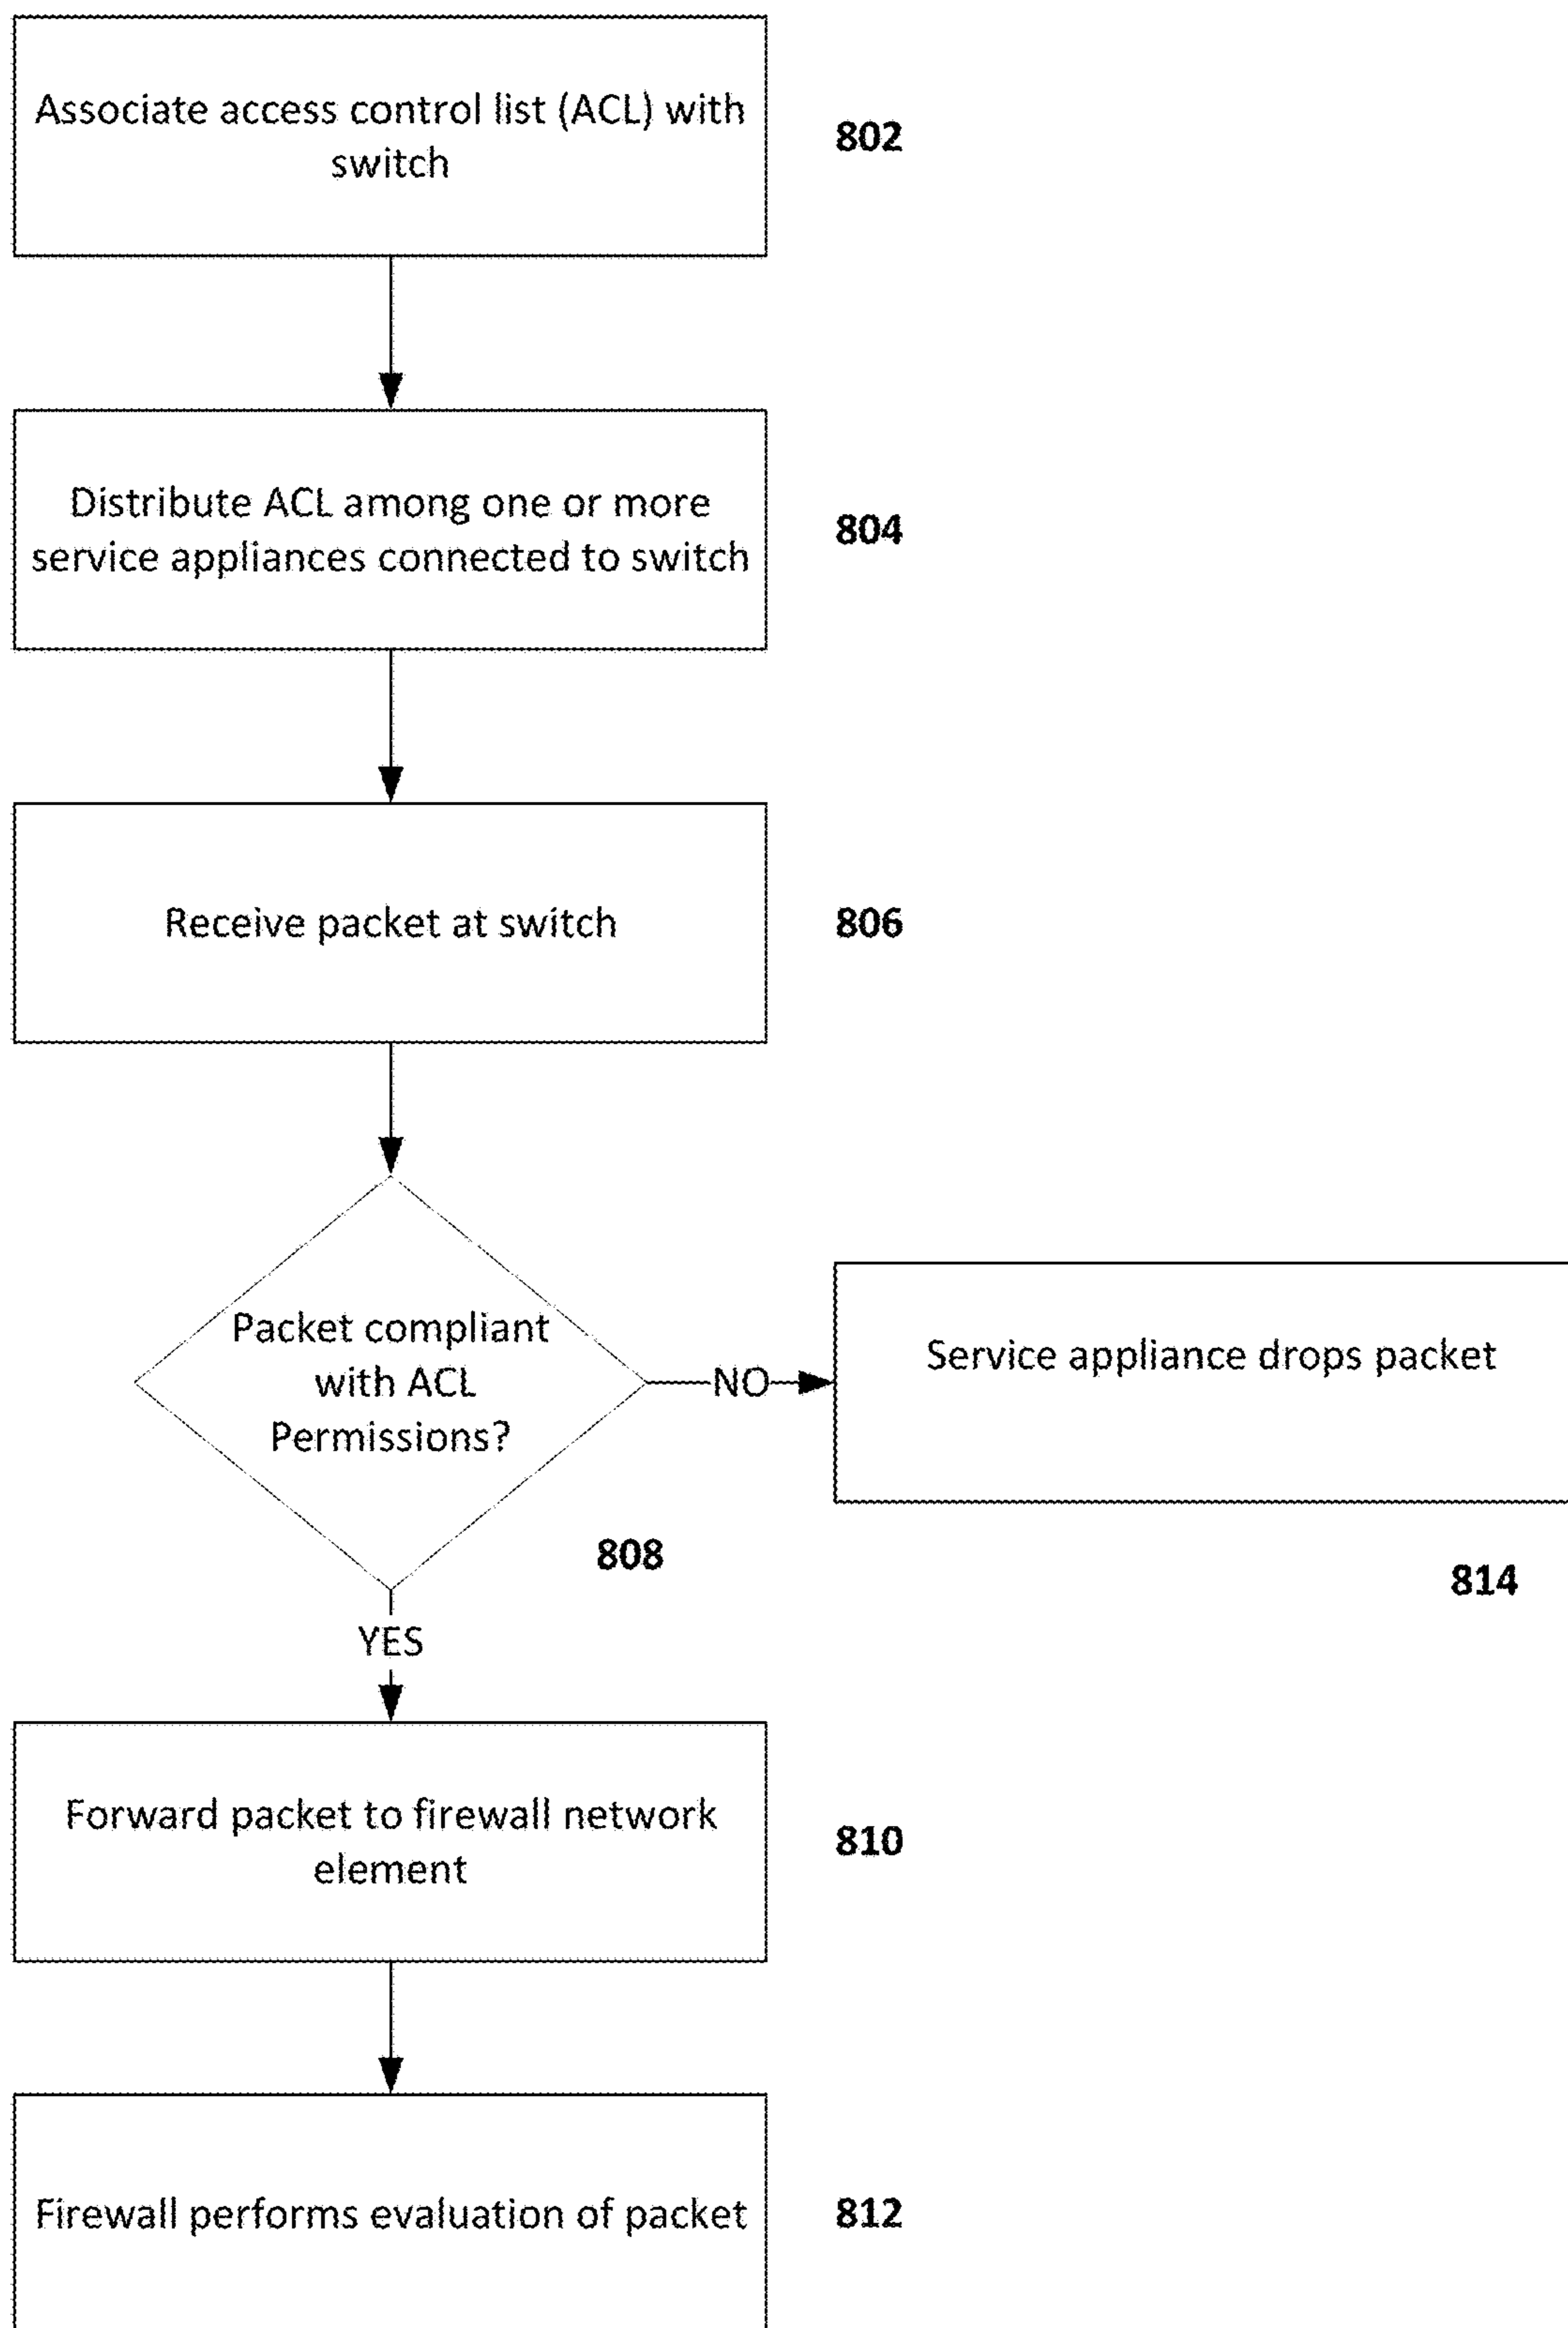 Associate access control list (ACL) with
switch
802
Distribute ACL among one or more
service appliances connected to switch
804
Receive packet at switch
806
Packet compliant
with ACL
Permissions?
808
NO
Service appliance drops packet
814
YES
Forward packet to firewall network
element
810
Firewall performs evaluation of packet
812